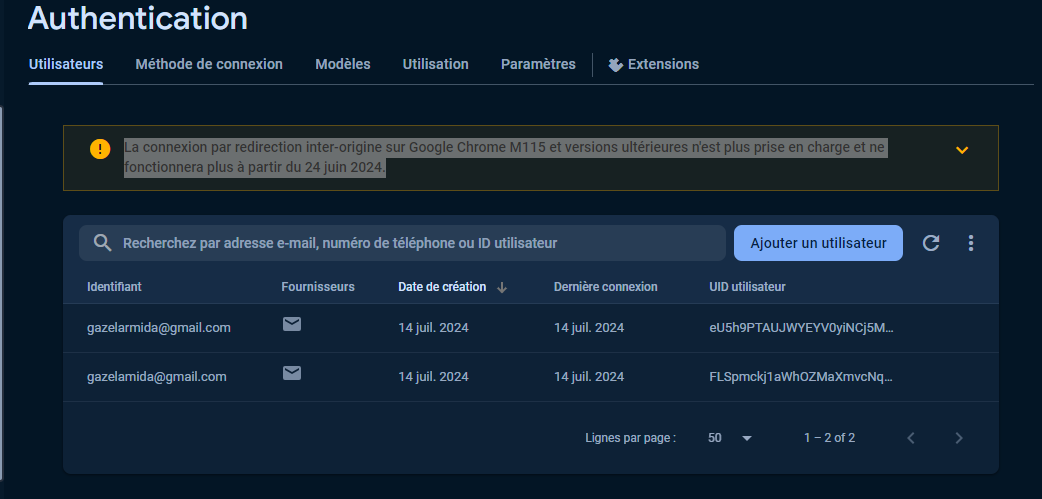 Authentication
Utilisateurs Méthode de connexion Modèles Utilisation Paramètres Extensions
La connexion par redirection inter-origine sur Google Chrome M115 et versions ultérieures n'est plus prise en charge et ne
fonctionnera plus à partir du 24 juin 2024.
Recherchez par adresse e-mail, numéro de téléphone ou ID utilisateur Ajouter un utilisateur
Identifiant Fournisseurs Date de création Dernière connexion UID utilisateur
gazelarmida@gmail.com 14 juil. 2024 14 juil. 2024 eU5h9PTAUJWYEYV0yiNCj5M...
gazelamida@gmail.com 14 juil. 2024 14 juil. 2024 FLSpmckj1aWhOZMaXmvcNq...
Lignes par page : 50 1 – 2 of 2